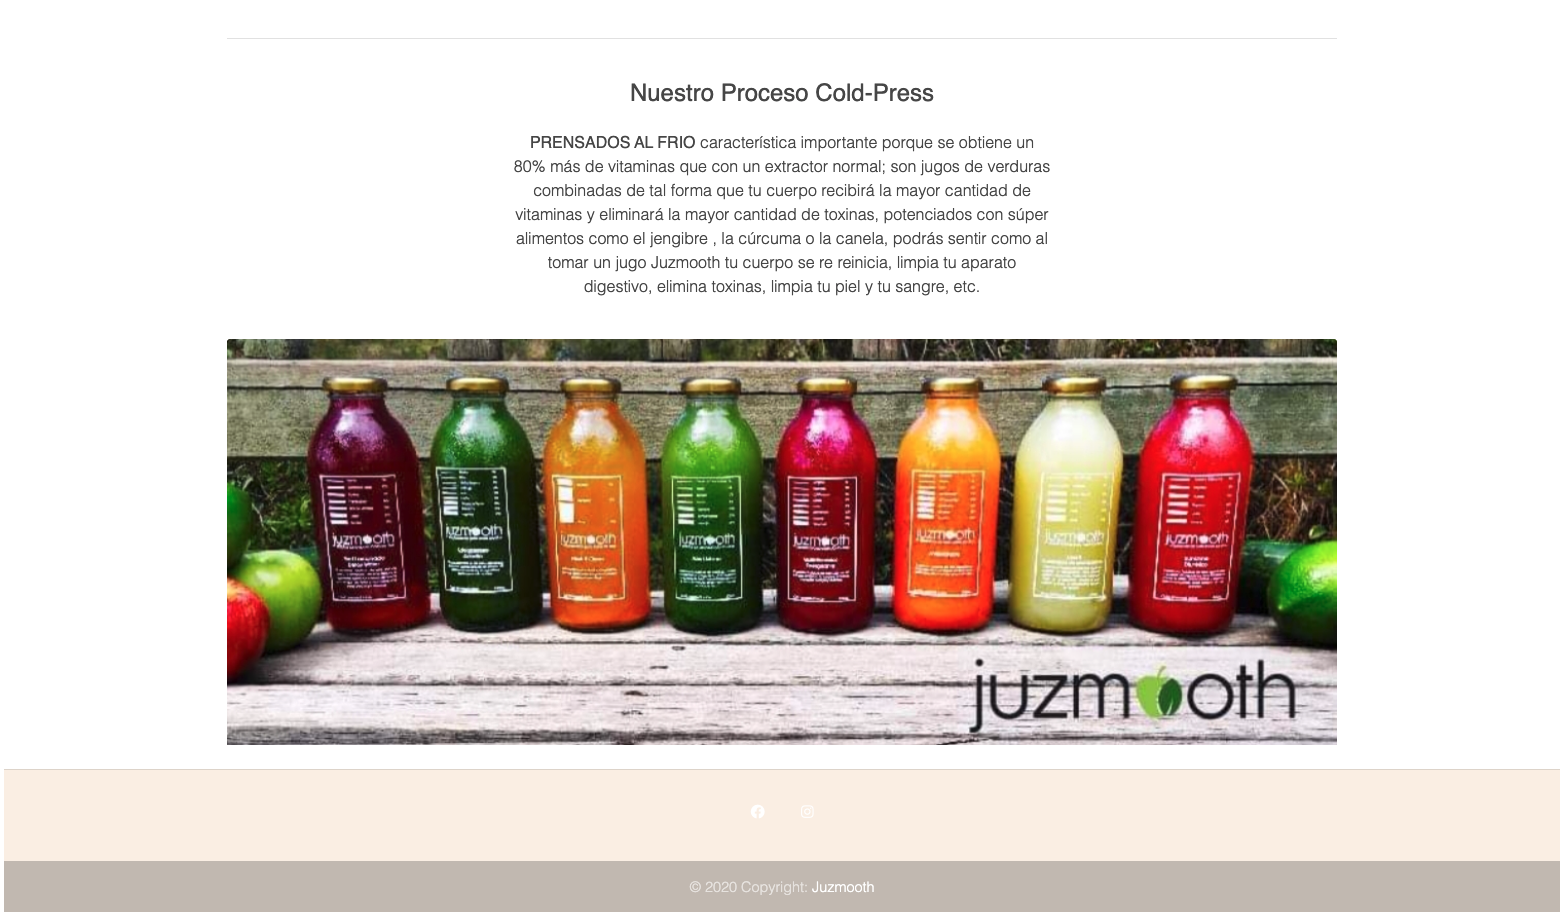 Nuestro Proceso Cold-Press
PRENSADOS AL FRIO característica importante porque se obtiene un
80% más de vitaminas que con un extractor normal; son jugos de verduras
combinadas de tal forma que tu cuerpo recibirá la mayor cantidad de
vitaminas y eliminará la mayor cantidad de toxinas, potenciados con súper
alimentos como el jengibre , la cúrcuma o la canela, podrás sentir como al
tomar un jugo Juzmooth tu cuerpo se re reinicia, limpia tu aparato
digestivo, elimina toxinas, limpia tu piel y tu sangre, etc.
juzmooth
juzmooth
juzmooth
juzmooth
juzmooth
juzmooth
juzmooth
juzmooth
juzmooth
© 2020 Copyright: Juzmooth